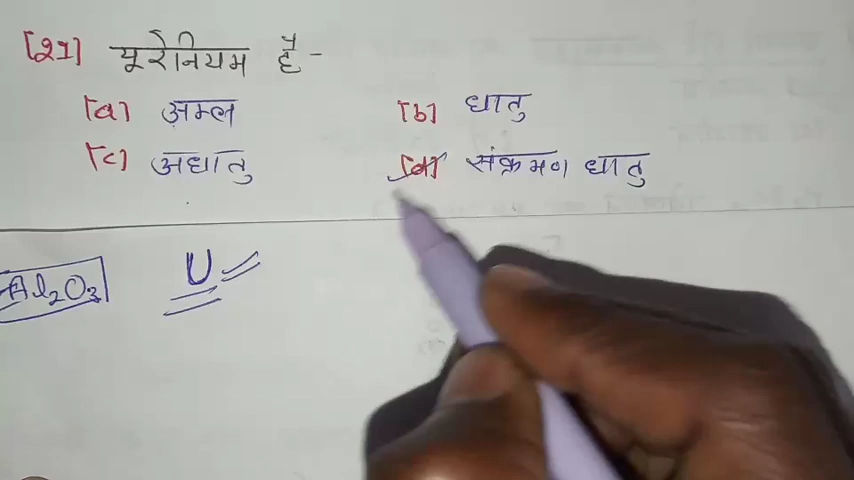 [21] यूरेनियम है -
[a] अम्ल [b] धातु
[c] अधातु [d] संक्रमण धातु
Al₂O₃ U